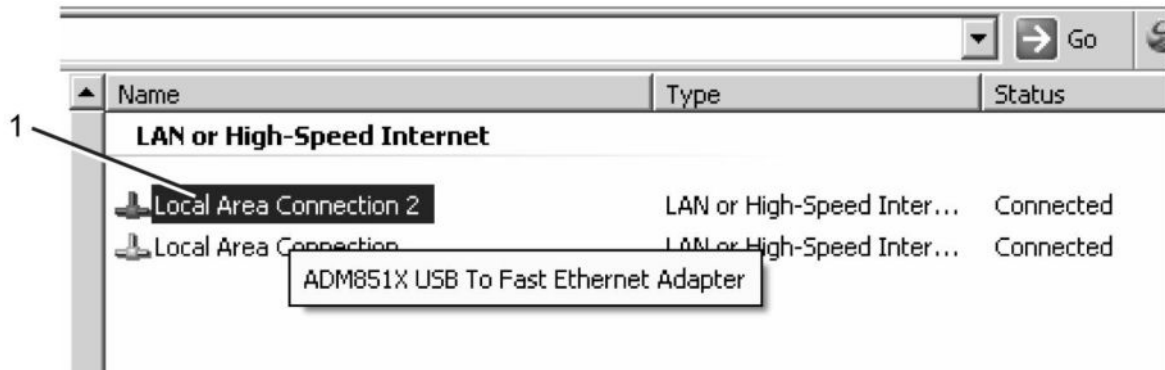 Go
Name Type Status
1
LAN or High-Speed Internet
Local Area Connection 2 LAN or High-Speed Inter... Connected
Local Area Connection LAN or High-Speed Inter... Connected
ADM851X USB To Fast Ethernet Adapter